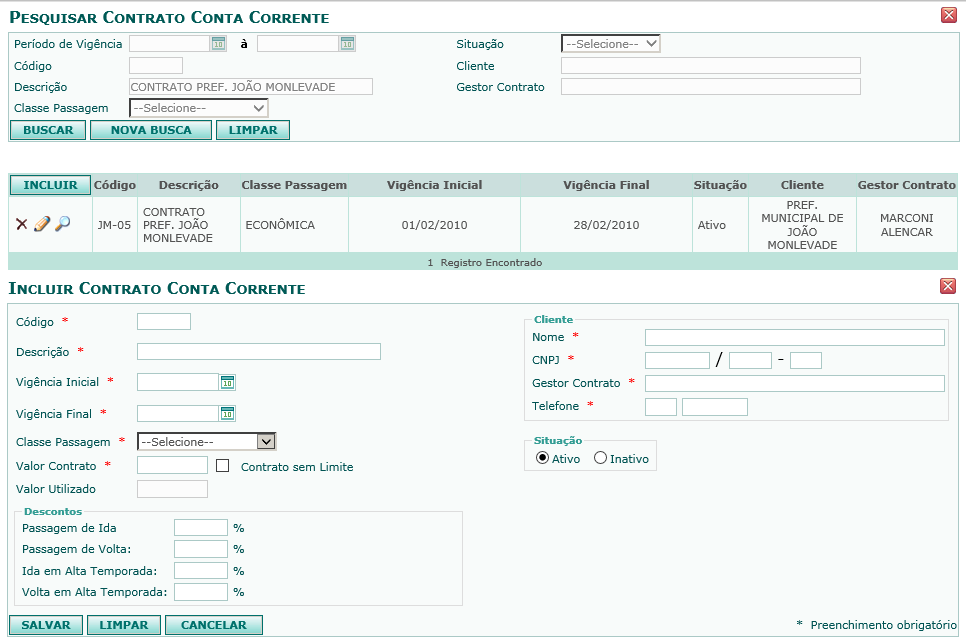 Pesquisar Contrato Conta Corrente
Período de Vigência à Situação --Selecione--
Código Cliente
Descrição CONTRATO PREF. JOÃO MONLEVADE Gestor Contrato
Classe Passagem --Selecione--
BUSCAR NOVA BUSCA LIMPAR
INCLUIR Código Descrição Classe Passagem Vigência Inicial Vigência Final Situação Cliente Gestor Contrato
JM-05 CONTRATO PREF. JOÃO MONLEVADE ECONÔMICA 01/02/2010 28/02/2010 Ativo PREF. MUNICIPAL DE JOÃO MONLEVADE MARCONI ALENCAR
1 Registro Encontrado
Incluir Contrato Conta Corrente
Código *
Descrição *
Vigência Inicial *
Vigência Final *
Classe Passagem * --Selecione--
Valor Contrato * Contrato sem Limite
Valor Utilizado
Descontos
Passagem de Ida %
Passagem de Volta: %
Ida em Alta Temporada: %
Volta em Alta Temporada: %
Cliente
Nome *
CNPJ * / -
Gestor Contrato *
Telefone *
Situação
Ativo Inativo
SALVAR LIMPAR CANCELAR
* Preenchimento obrigatório